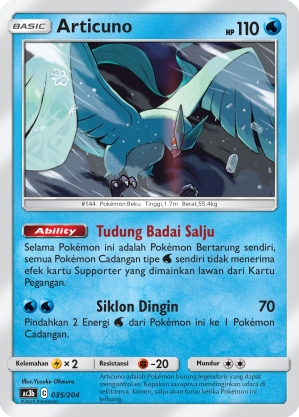 BASIC Articuno HP 110
#144 Pokémon Beku Tinggi,1.7m Berat,55.4kg
Ability Tudung Badai Salju
Selama Pokémon ini adalah Pokémon Bertarung sendiri,
semua Pokémon Cadangan tipe sendiri tidak menerima
efek kartu Supporter yang dimainkan lawan dari Kartu
Pegangan.
Siklon Dingin 70
Pindahkan 2 Energi dari Pokémon ini ke 1 Pokémon
Cadangan.
Kelemahan ×2 Resistansi -20 Mundur
Illus.Yusuke Ohmura
SC3b C 035/204
©2023 Pokémon
Articuno adalah Pokémon burung legendaris yang dapat
mengontrol es. Kepakan sayapnya mendinginkan udara di
sekitarnya. Katanya, salju turun ketika Pokémon ini
terbang.